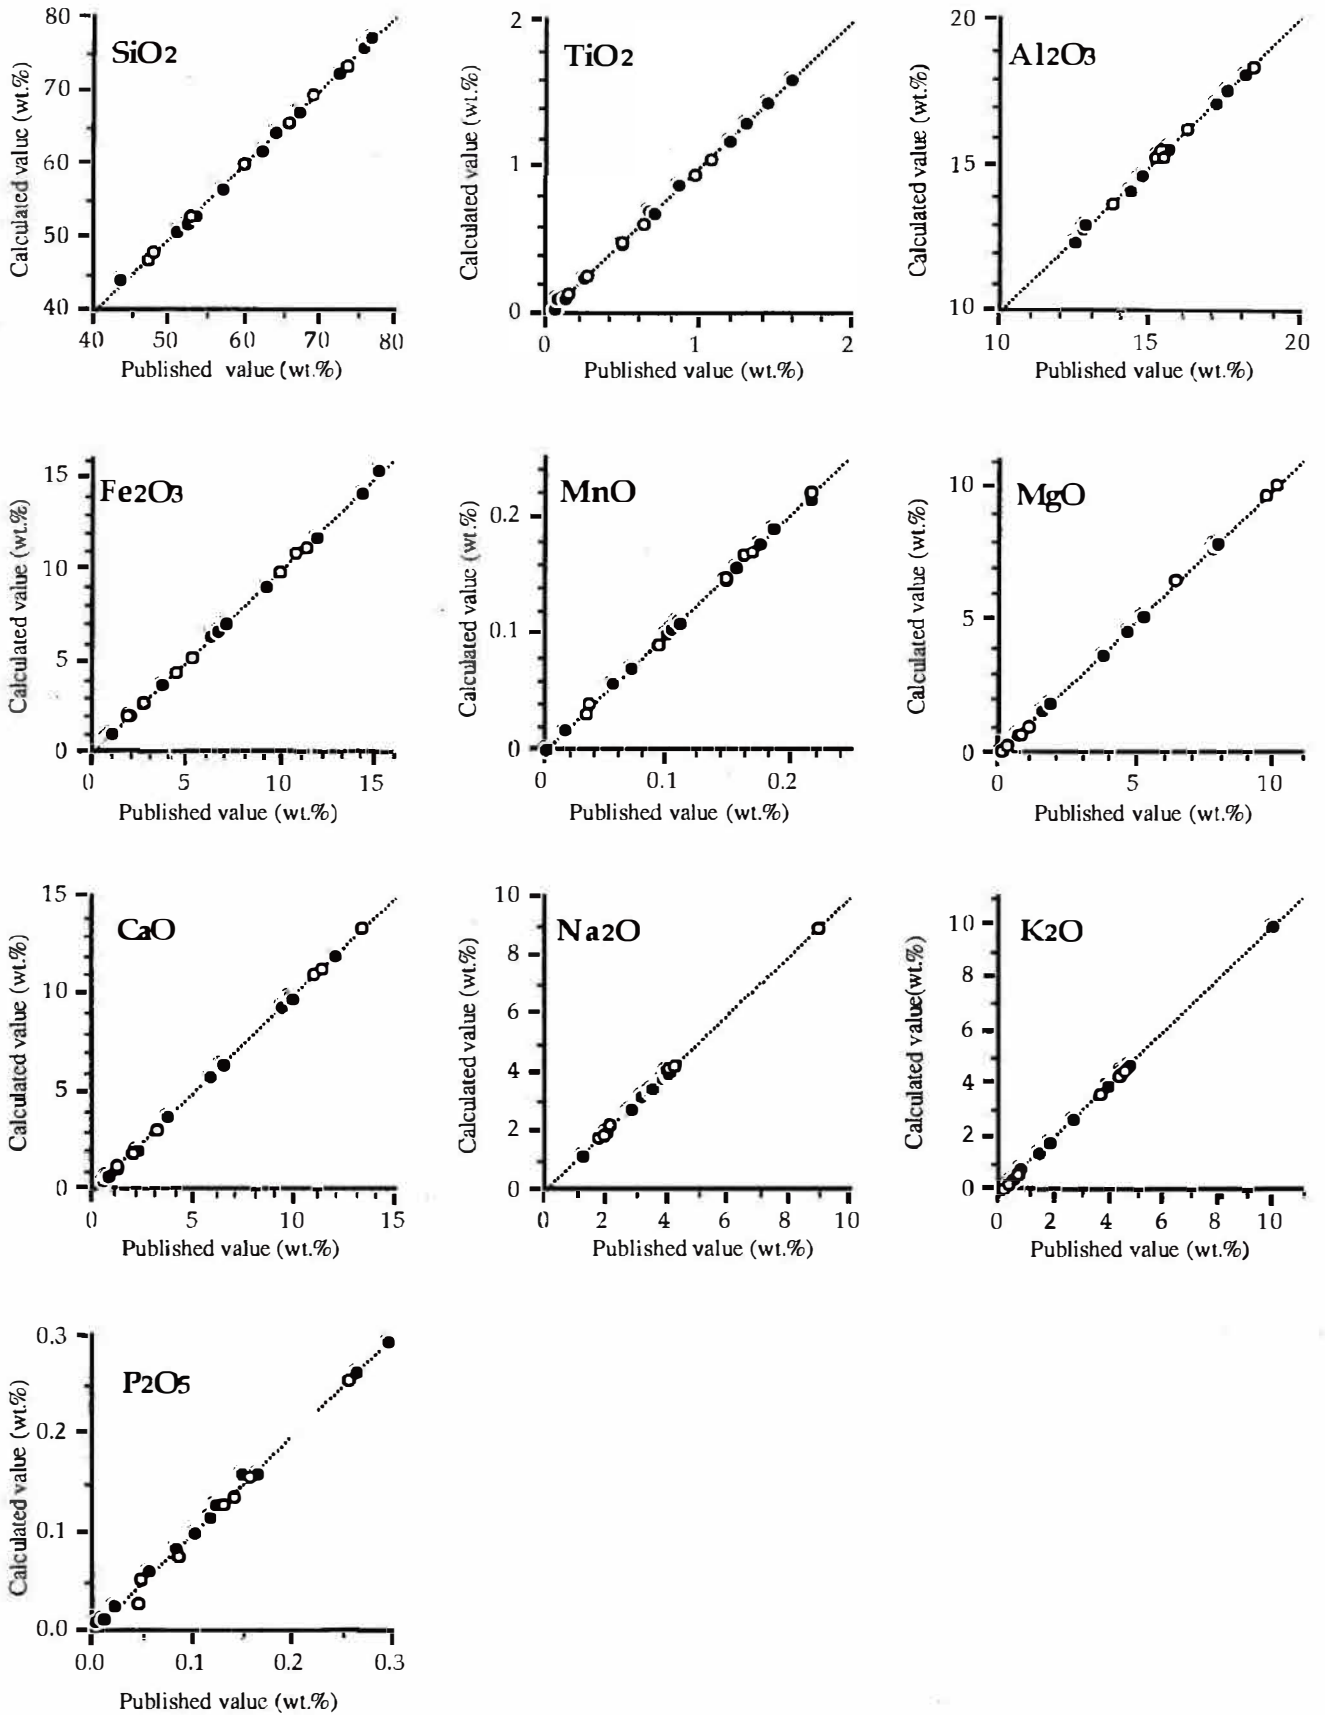 SiO2
Calculated value (wt.%)
80
70
60
50
40
40 50 60 70 80
Published value (wt.%)
TiO2
Calculated value (wt.%)
2
1
0
0 1 2
Published value (wt.%)
Al2O3
Calculated value (wt.%)
20
15
10
10 15 20
Published value (wt.%)
Fe2O3
Calculated value (wt.%)
15
10
5
0
0 5 10 15
Published value (wt.%)
MnO
Calculated value (wt.%)
0.2
0.1
0
0 0.1 0.2
Published value (wt.%)
MgO
Calculated value (wt.%)
10
5
0
0 5 10
Published value (wt.%)
CaO
Calculated value (wt.%)
15
10
5
0
0 5 10 15
Published value (wt.%)
Na2O
Calculated value (wt.%)
10
8
6
4
2
0
0 2 4 6 8 10
Published value (wt.%)
K2O
Calculated value(wt.%)
10
8
6
4
2
0
0 2 4 6 8 10
Published value (wt.%)
P2O5
Calculated value (wt.%)
0.3
0.2
0.1
0.0
0.0 0.1 0.2 0.3
Published value (wt.%)